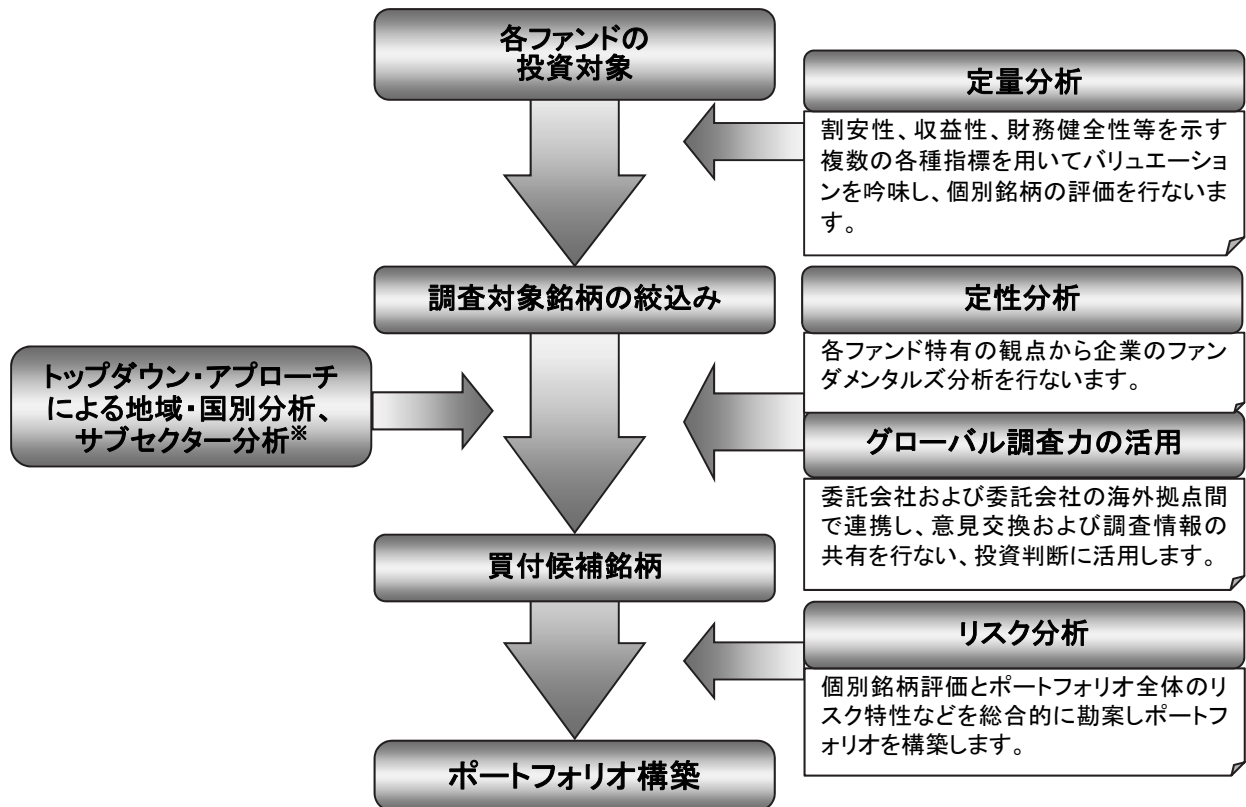 各ファンドの
投資対象
定量分析
割安性、収益性、財務健全性等を示す
複数の各種指標を用いてバリュエーショ
ンを吟味し、個別銘柄の評価を行ないま
す。
調査対象銘柄の絞込み
定性分析
各ファンド特有の観点から企業のファン
ダメンタルズ分析を行ないます。
トップダウン・アプローチ
による地域・国別分析、
サブセクター分析※
グローバル調査力の活用
委託会社および委託会社の海外拠点間
で連携し、意見交換および調査情報の
共有を行ない、投資判断に活用します。
買付候補銘柄
リスク分析
個別銘柄評価とポートフォリオ全体のリ
スク特性などを総合的に勘案しポートフ
ォリオを構築します。
ポートフォリオ構築